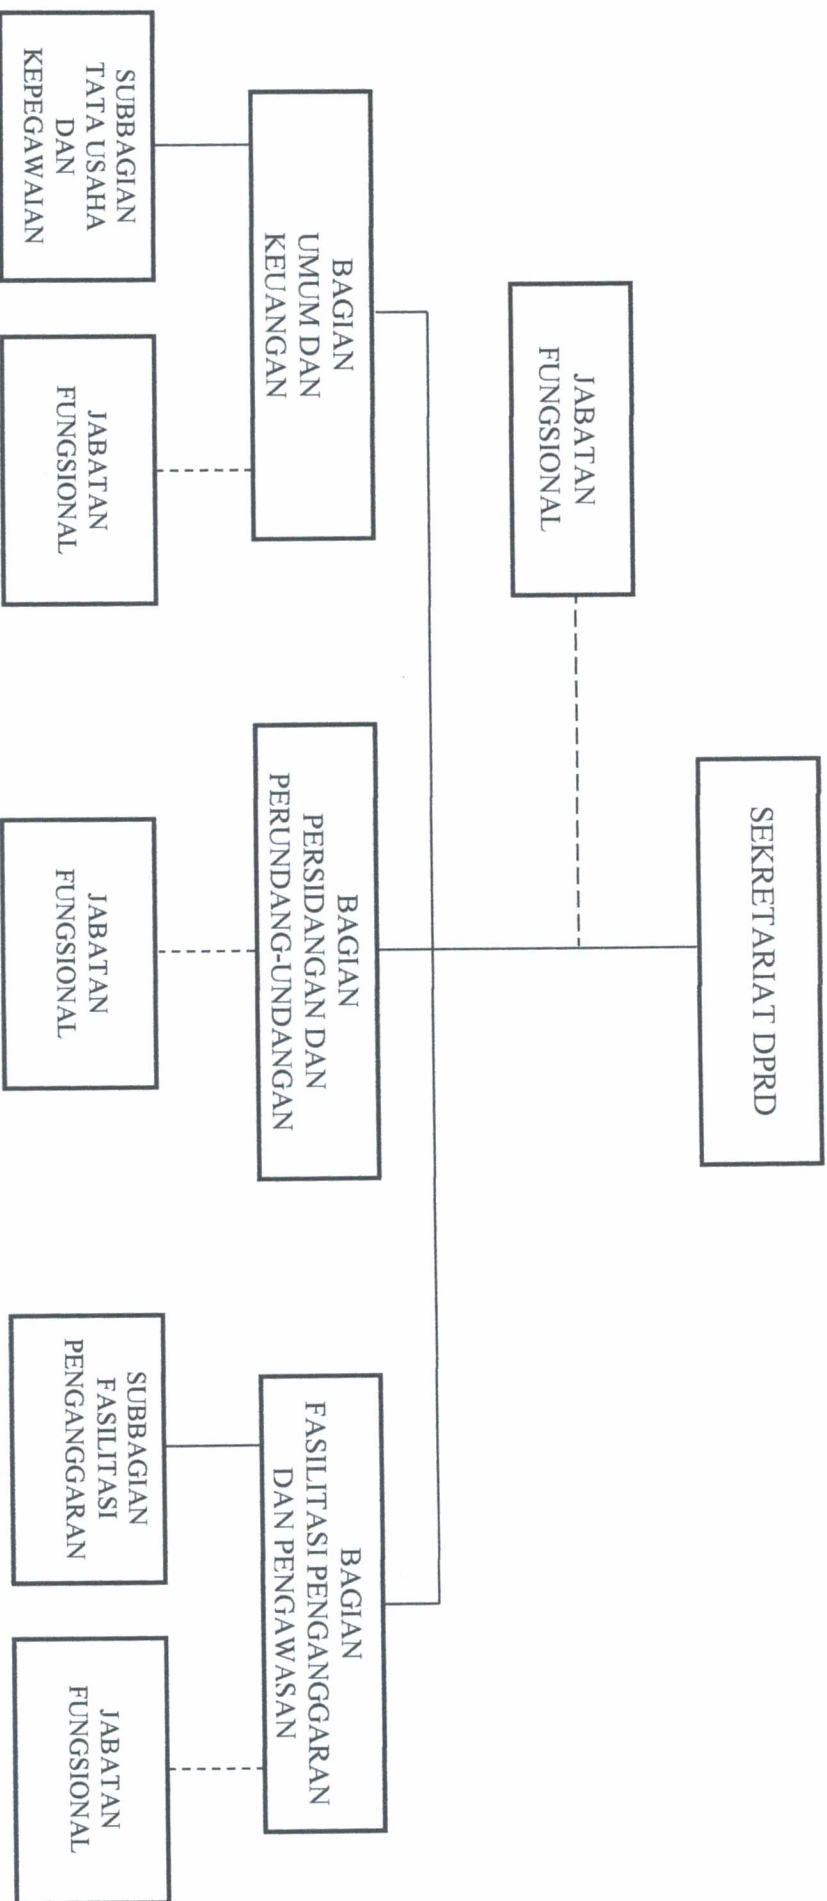 SEKRETARIAT DPRD
JABATAN
FUNGSIONAL
BAGIAN
UMUM DAN
KEUANGAN
BAGIAN
PERSIDANGAN DAN
PERUNDANG-UNDANGAN
BAGIAN
FASILITASI PENGANGGARAN
DAN PENGAWASAN
SUBBAGIAN
TATA USAHA
DAN
KEPEGAWAIAN
JABATAN
FUNGSIONAL
JABATAN
FUNGSIONAL
SUBBAGIAN
FASILITASI
PENGANGGARAN
JABATAN
FUNGSIONAL